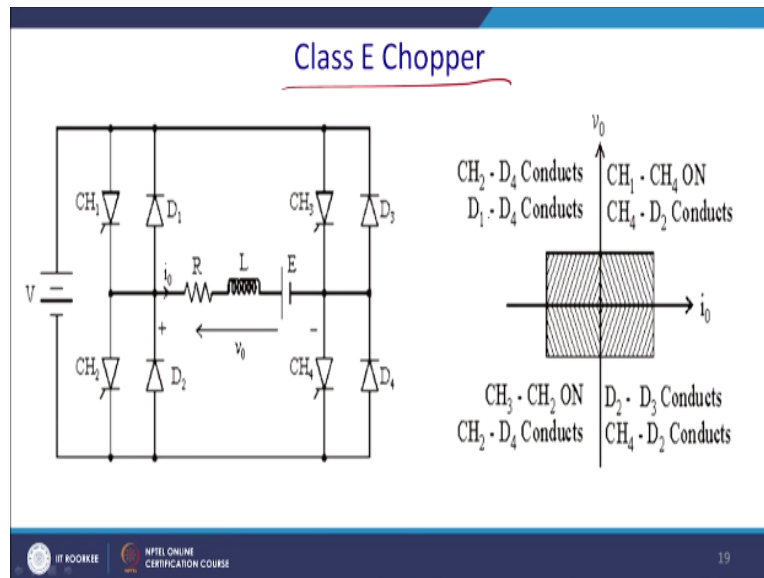 Class E Chopper
CH₁
D₁
CH₃
D₃
V
i₀
R
L
E
+
-
v₀
CH₂
D₂
CH₄
D₄
v₀
CH₂ - D₄ Conducts
D₁ - D₄ Conducts
CH₁ - CH₄ ON
CH₄ - D₂ Conducts
i₀
CH₃ - CH₂ ON
CH₂ - D₄ Conducts
D₂ - D₃ Conducts
CH₄ - D₂ Conducts
IIT ROORKEE
NPTEL ONLINE
CERTIFICATION COURSE
19